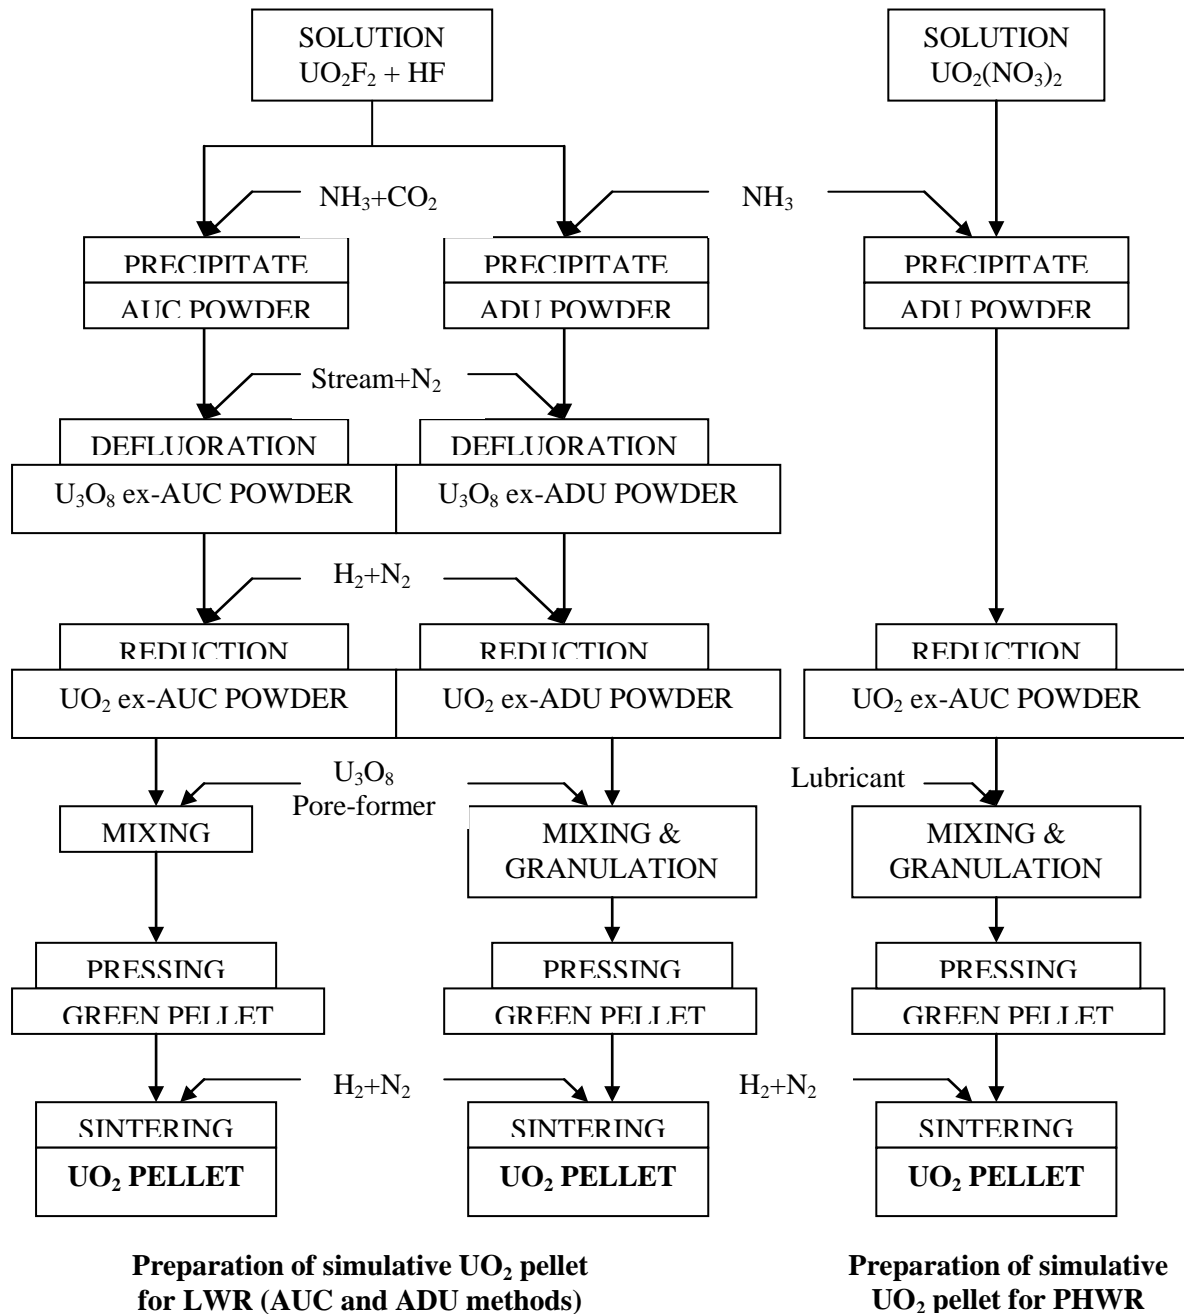 SOLUTION
UO₂F₂ + HF
SOLUTION
UO₂(NO₃)₂
NH₃+CO₂
NH₃
PRECIPITATE
AUC POWDER
PRECIPITATE
ADU POWDER
PRECIPITATE
ADU POWDER
Stream+N₂
DEFLUORATION
U₃O₈ ex-AUC POWDER
DEFLUORATION
U₃O₈ ex-ADU POWDER
H₂+N₂
REDUCTION
UO₂ ex-AUC POWDER
REDUCTION
UO₂ ex-ADU POWDER
REDUCTION
UO₂ ex-AUC POWDER
U₃O₈
Pore-former
Lubricant
MIXING
MIXING &
GRANULATION
MIXING &
GRANULATION
PRESSING
GREEN PELLET
PRESSING
GREEN PELLET
PRESSING
GREEN PELLET
H₂+N₂
H₂+N₂
SINTERING
UO₂ PELLET
SINTERING
UO₂ PELLET
SINTERING
UO₂ PELLET
Preparation of simulative UO₂ pellet
for LWR (AUC and ADU methods)
Preparation of simulative
UO₂ pellet for PHWR